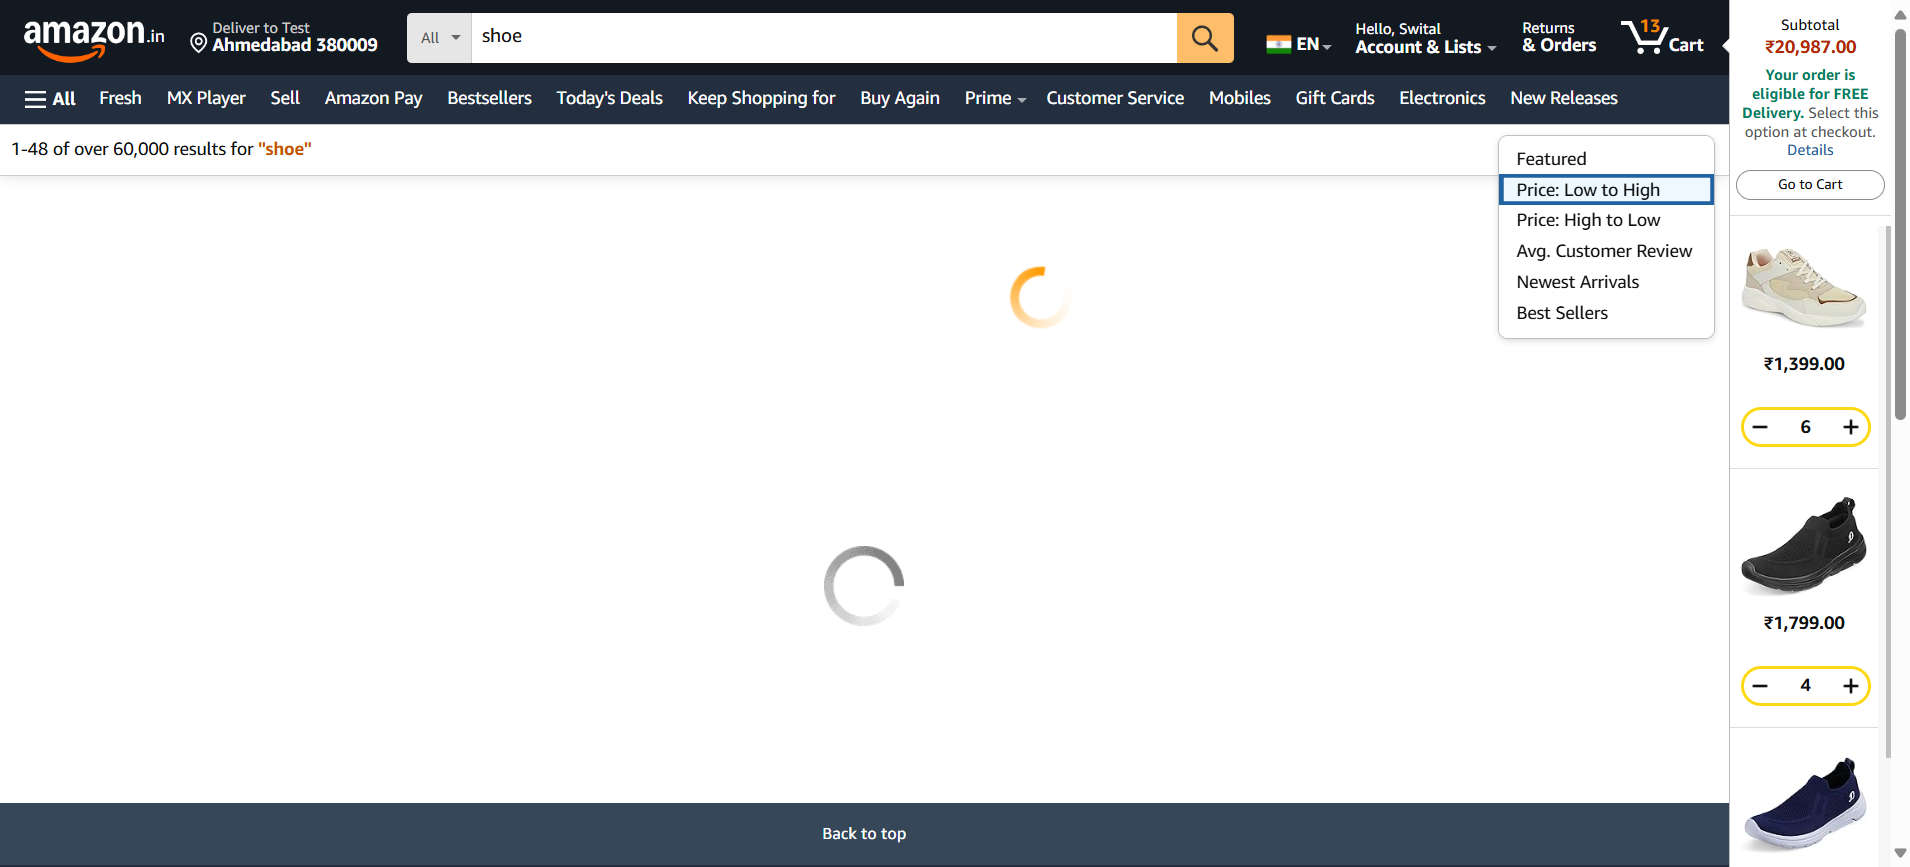 amazon.in
Deliver to Test
Ahmedabad 380009
All
shoe
EN
Hello, Swital
Account & Lists
Returns
& Orders
13
Cart
All
Fresh
MX Player
Sell
Amazon Pay
Bestsellers
Today's Deals
Keep Shopping for
Buy Again
Prime
Customer Service
Mobiles
Gift Cards
Electronics
New Releases
1-48 of over 60,000 results for "shoe"
Featured
Price: Low to High
Price: High to Low
Avg. Customer Review
Newest Arrivals
Best Sellers
Subtotal
₹20,987.00
Your order is
eligible for FREE
Delivery. Select this
option at checkout.
Details
Go to Cart
₹1,399.00
6
₹1,799.00
4
Back to top